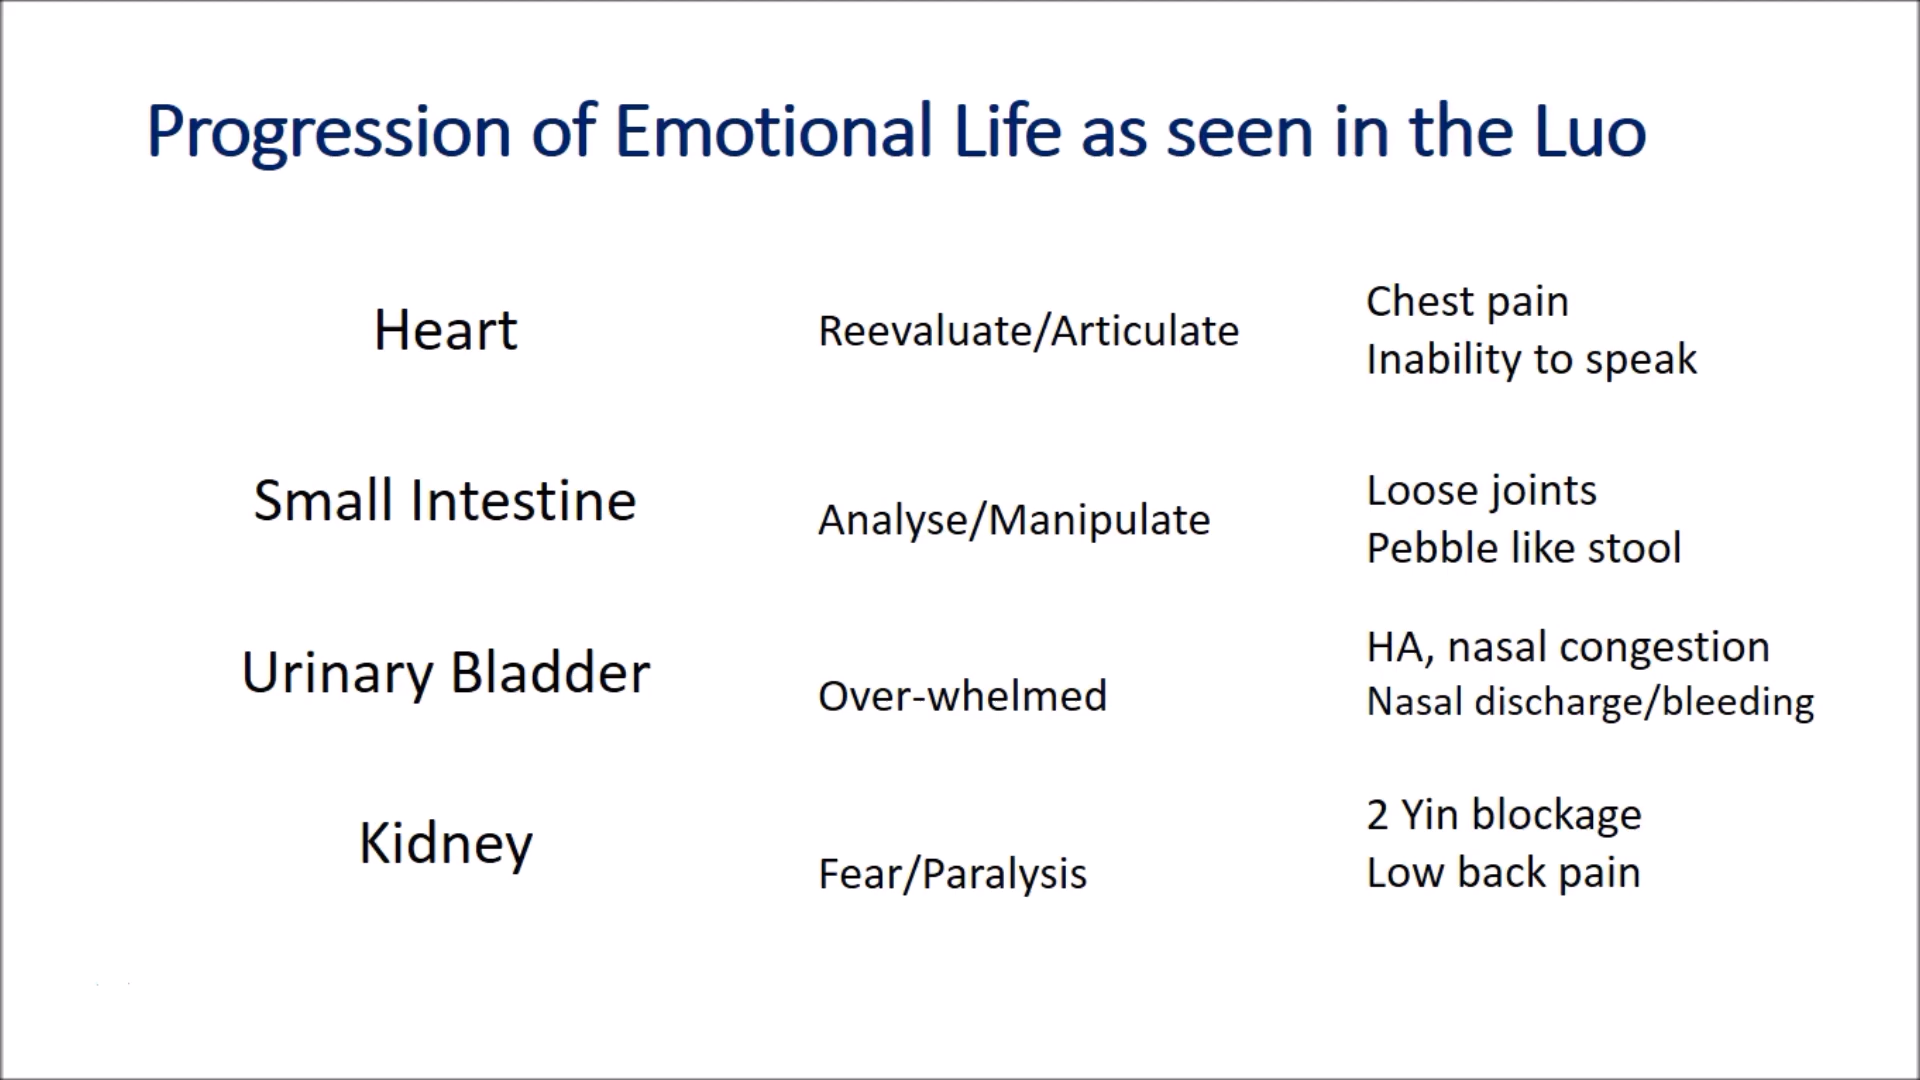 Progression of Emotional Life as seen in the Luo
Heart
Reevaluate/Articulate
Chest pain
Inability to speak
Small Intestine
Analyse/Manipulate
Loose joints
Pebble like stool
Urinary Bladder
Over-whelmed
HA, nasal congestion
Nasal discharge/bleeding
Kidney
Fear/Paralysis
2 Yin blockage
Low back pain